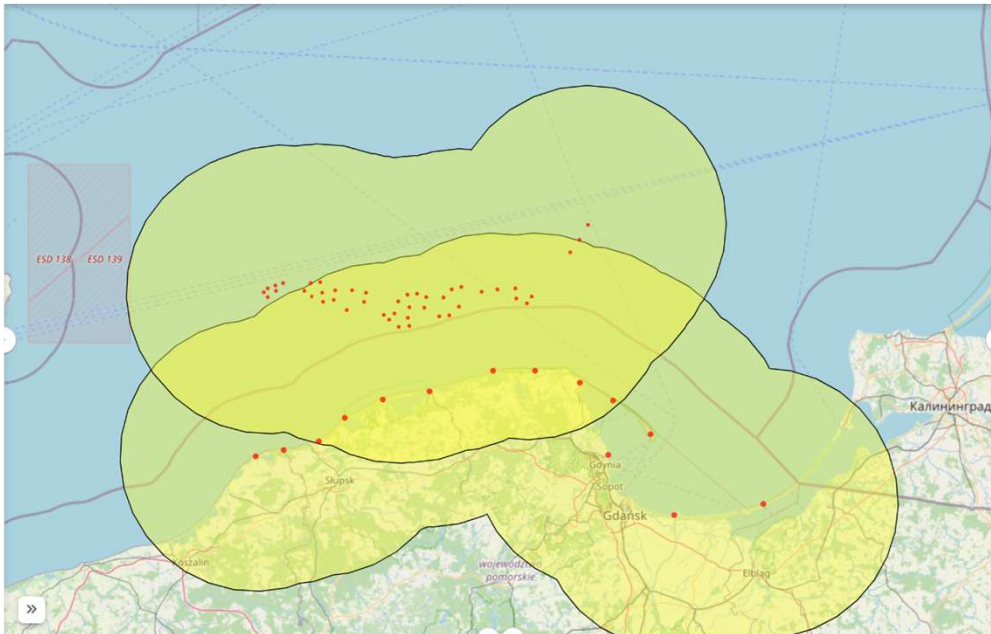 ESD 138
ESD 139
Калининград
Gdynia
Słupsk
Sopot
Gdańsk
Koszalin
województwo
pomorskie
Elbląg
»